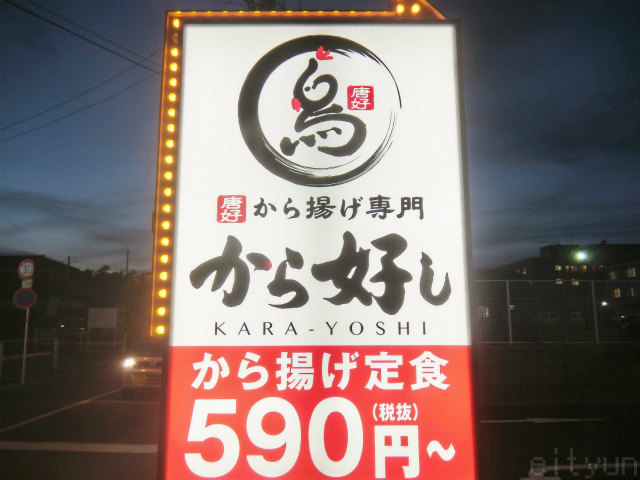 鳥
唐好
唐好 から揚げ専門
から好し
KARA-YOSHI
から揚げ定食
590円(税抜)~
eityun